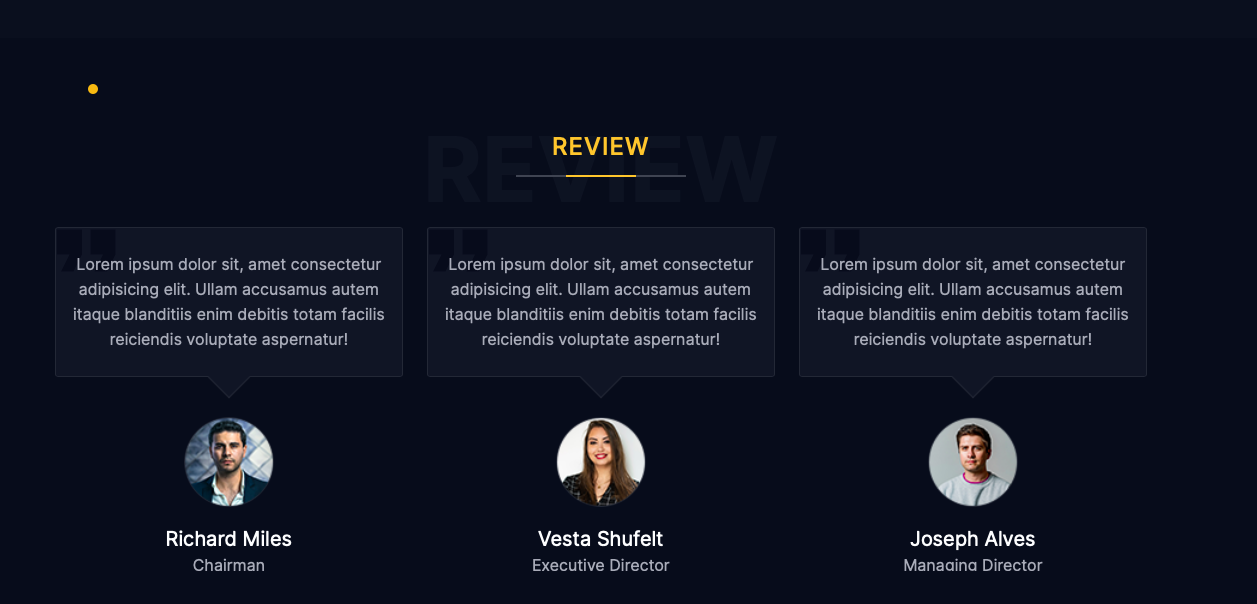 REVIEW
REVIEW
Lorem ipsum dolor sit, amet consectetur
adipisicing elit. Ullam accusamus autem
itaque blanditiis enim debitis totam facilis
reiciendis voluptate aspernatur!
Richard Miles
Chairman
Lorem ipsum dolor sit, amet consectetur
adipisicing elit. Ullam accusamus autem
itaque blanditiis enim debitis totam facilis
reiciendis voluptate aspernatur!
Vesta Shufelt
Executive Director
Lorem ipsum dolor sit, amet consectetur
adipisicing elit. Ullam accusamus autem
itaque blanditiis enim debitis totam facilis
reiciendis voluptate aspernatur!
Joseph Alves
Managing Director